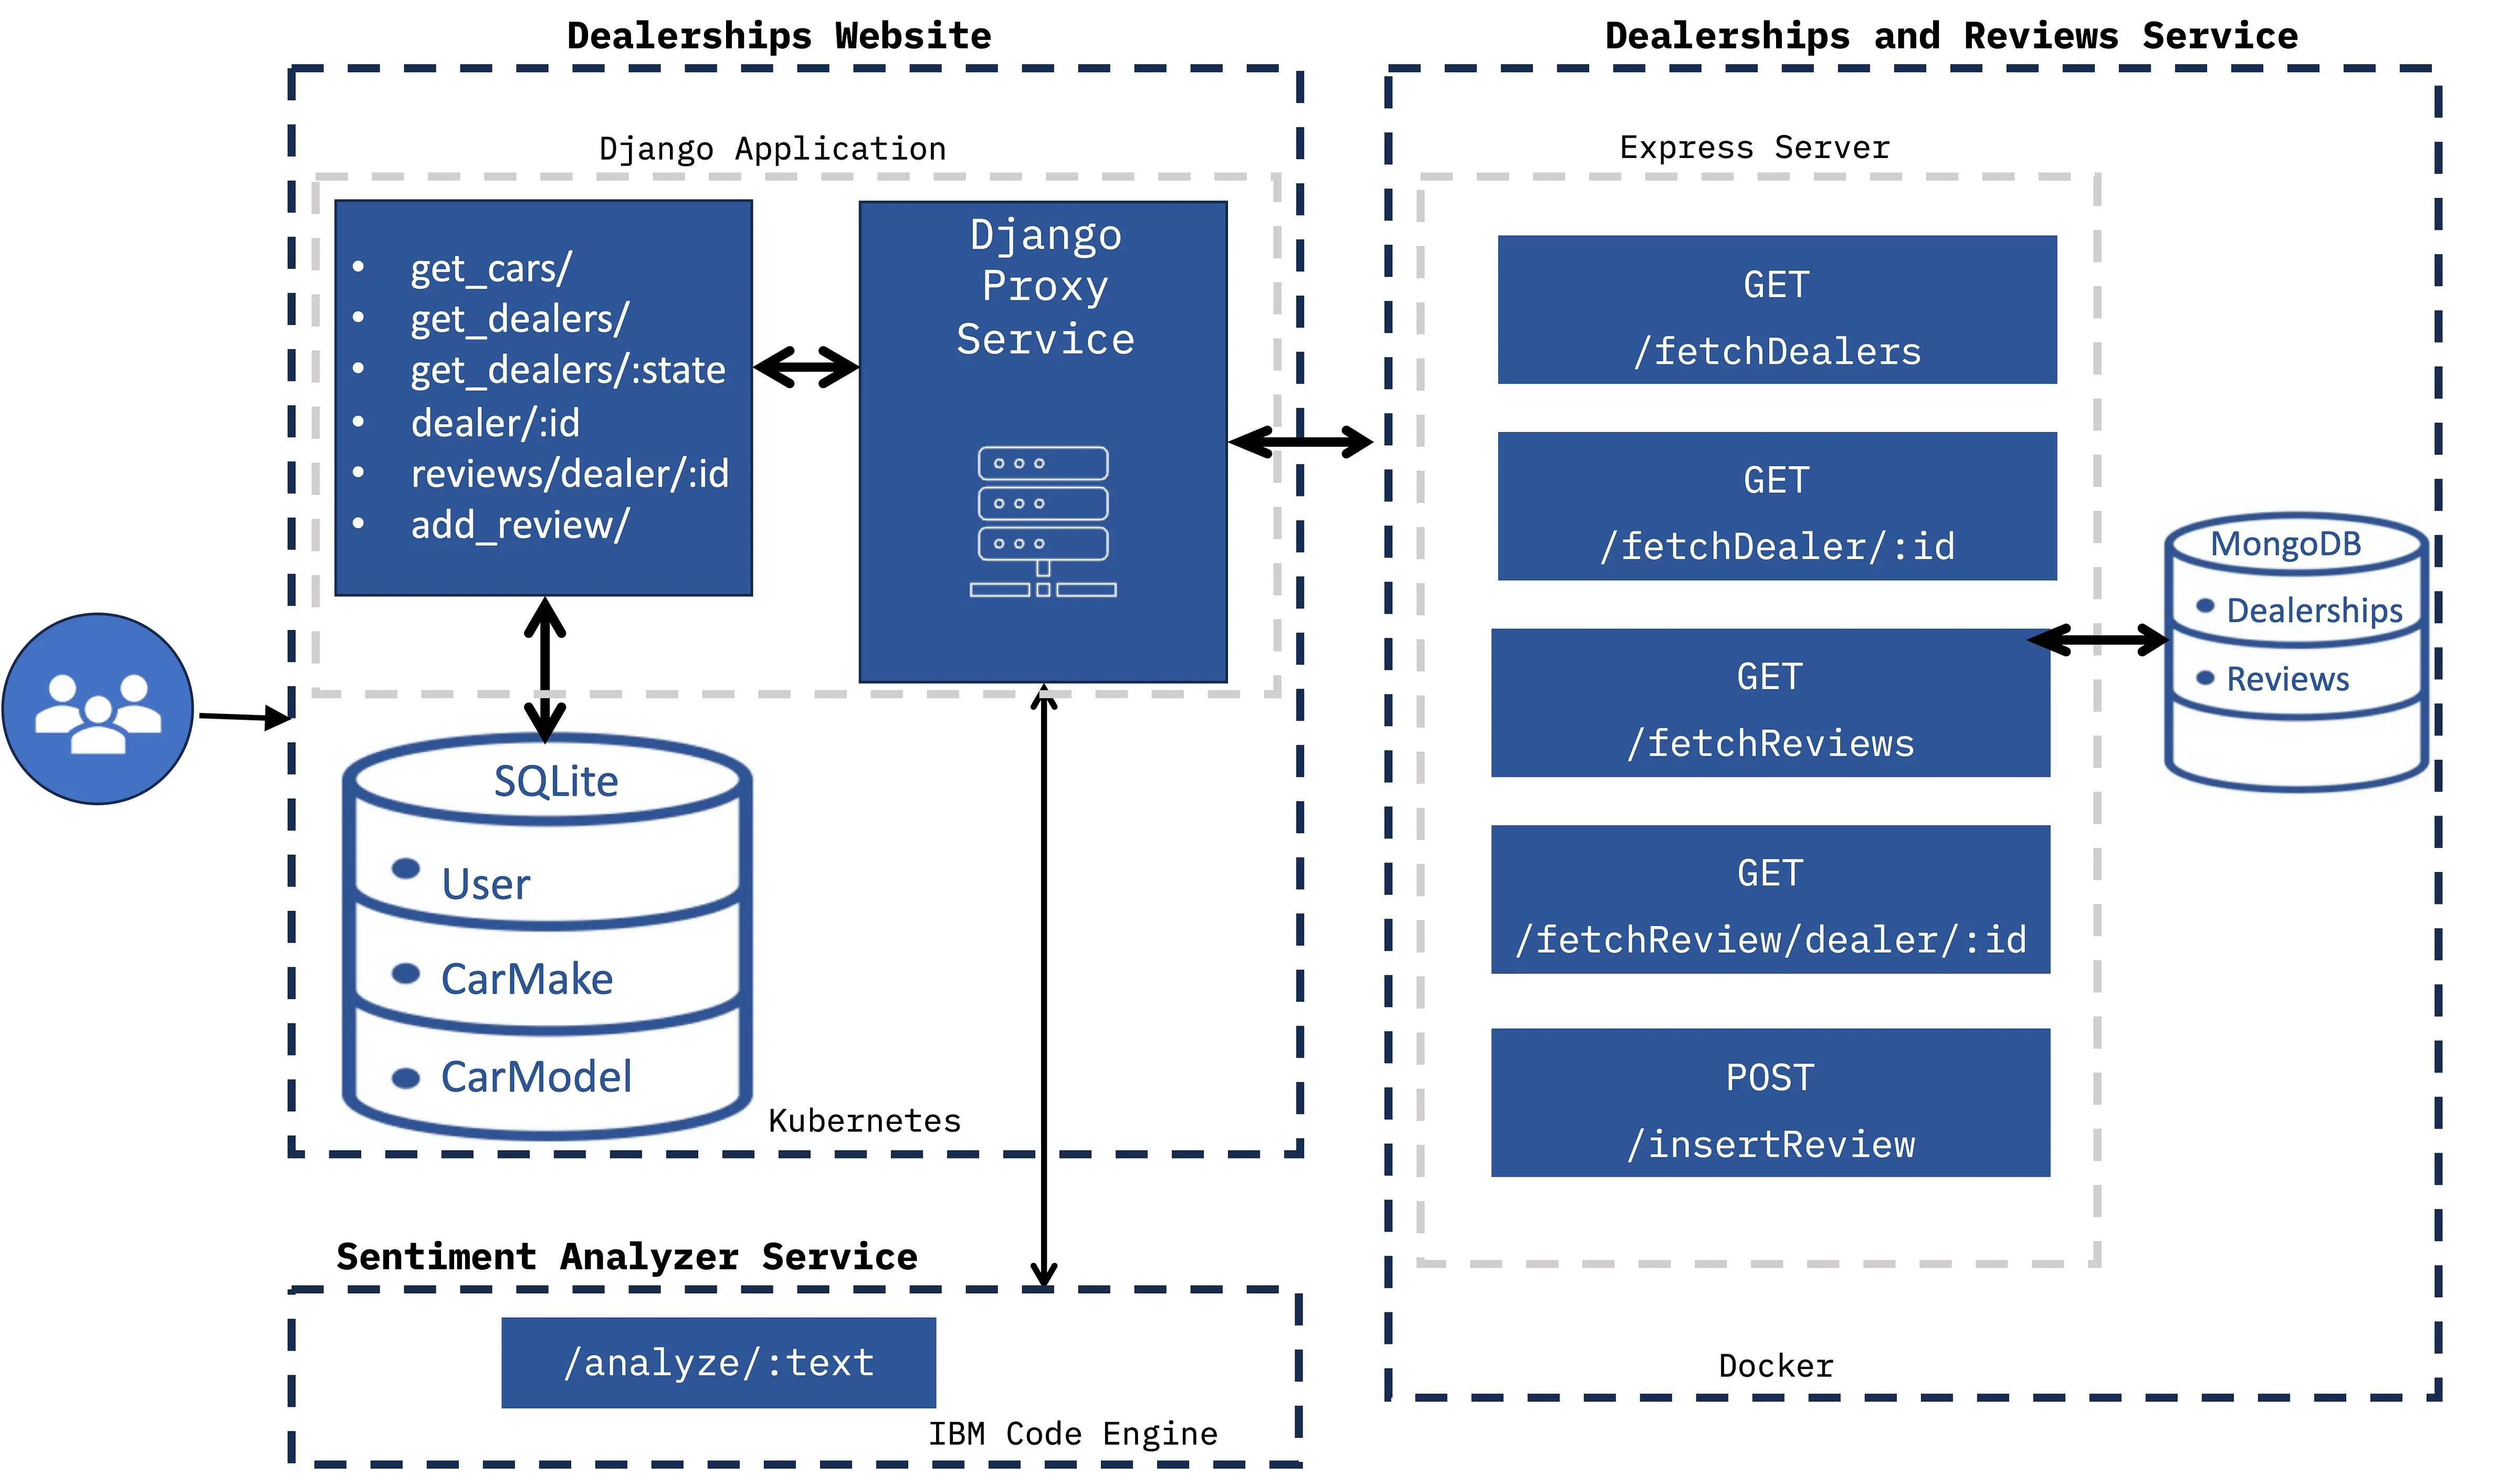 Dealerships Website
Django Application
get_cars/
get_dealers/
get_dealers/:state
dealer/:id
reviews/dealer/:id
add_review/
Django
Proxy
Service
SQLite
User
CarMake
CarModel
Kubernetes
Sentiment Analyzer Service
/analyze/:text
IBM Code Engine
Dealerships and Reviews Service
Express Server
GET
/fetchDealers
GET
/fetchDealer/:id
GET
/fetchReviews
GET
/fetchReview/dealer/:id
POST
/insertReview
MongoDB
Dealerships
Reviews
Docker